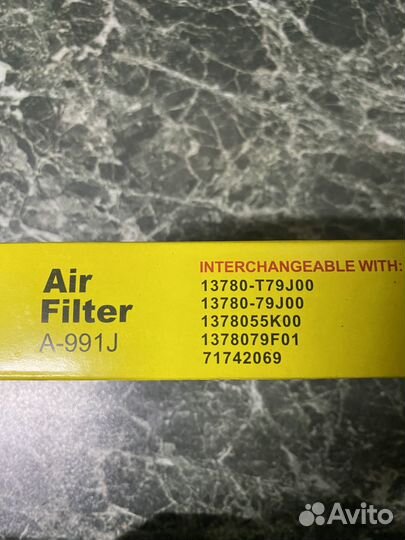 Air
Filter
A-991J
INTERCHANGEABLE WITH:
13780-T79J00
13780-79J00
1378055K00
1378079F01
71742069
Avito